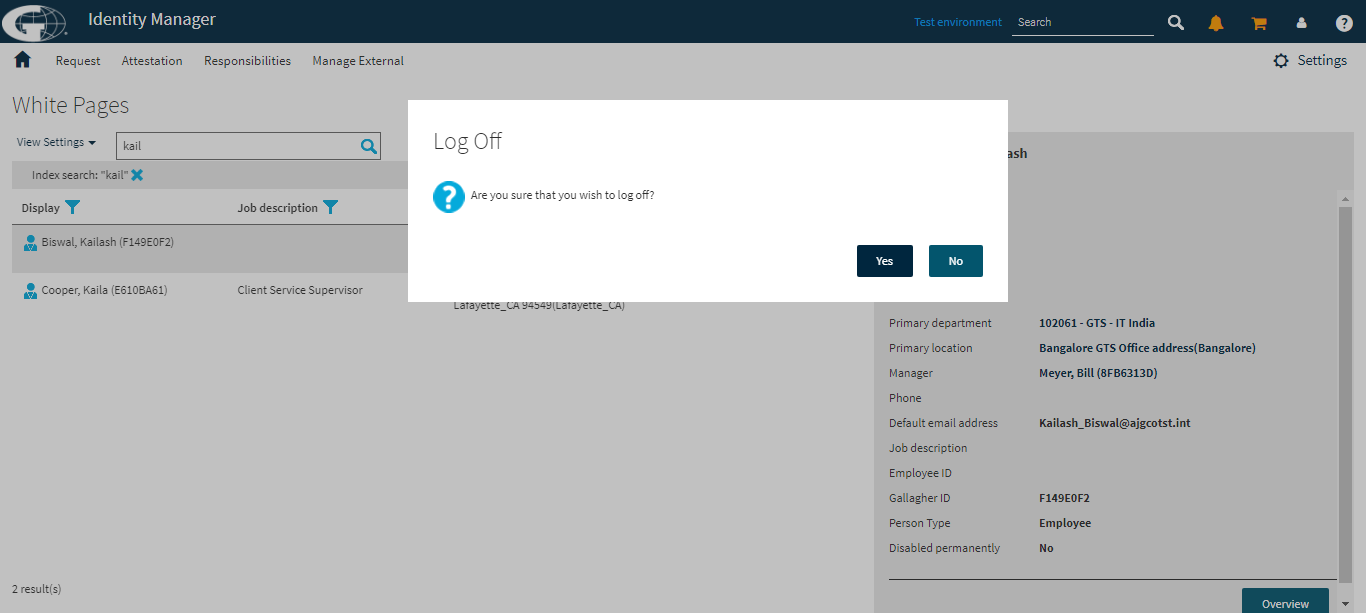 Identity Manager
Test environment
Search
Request
Attestation
Responsibilities
Manage External
Settings
White Pages
View Settings
kail
Index search: "kail"
Display
Job description
Biswal, Kailash (F149E0F2)
Cooper, Kaila (E610BA61)
Client Service Supervisor
Lafayette_CA 94549(Lafayette_CA)
2 result(s)
Log Off
Are you sure that you wish to log off?
Yes
No
ash
Primary department 102061 - GTS - IT India
Primary location Bangalore GTS Office address(Bangalore)
Manager Meyer, Bill (8FB6313D)
Phone
Default email address Kailash_Biswal@ajgcotst.int
Job description
Employee ID
Gallagher ID F149E0F2
Person Type Employee
Disabled permanently No
Overview